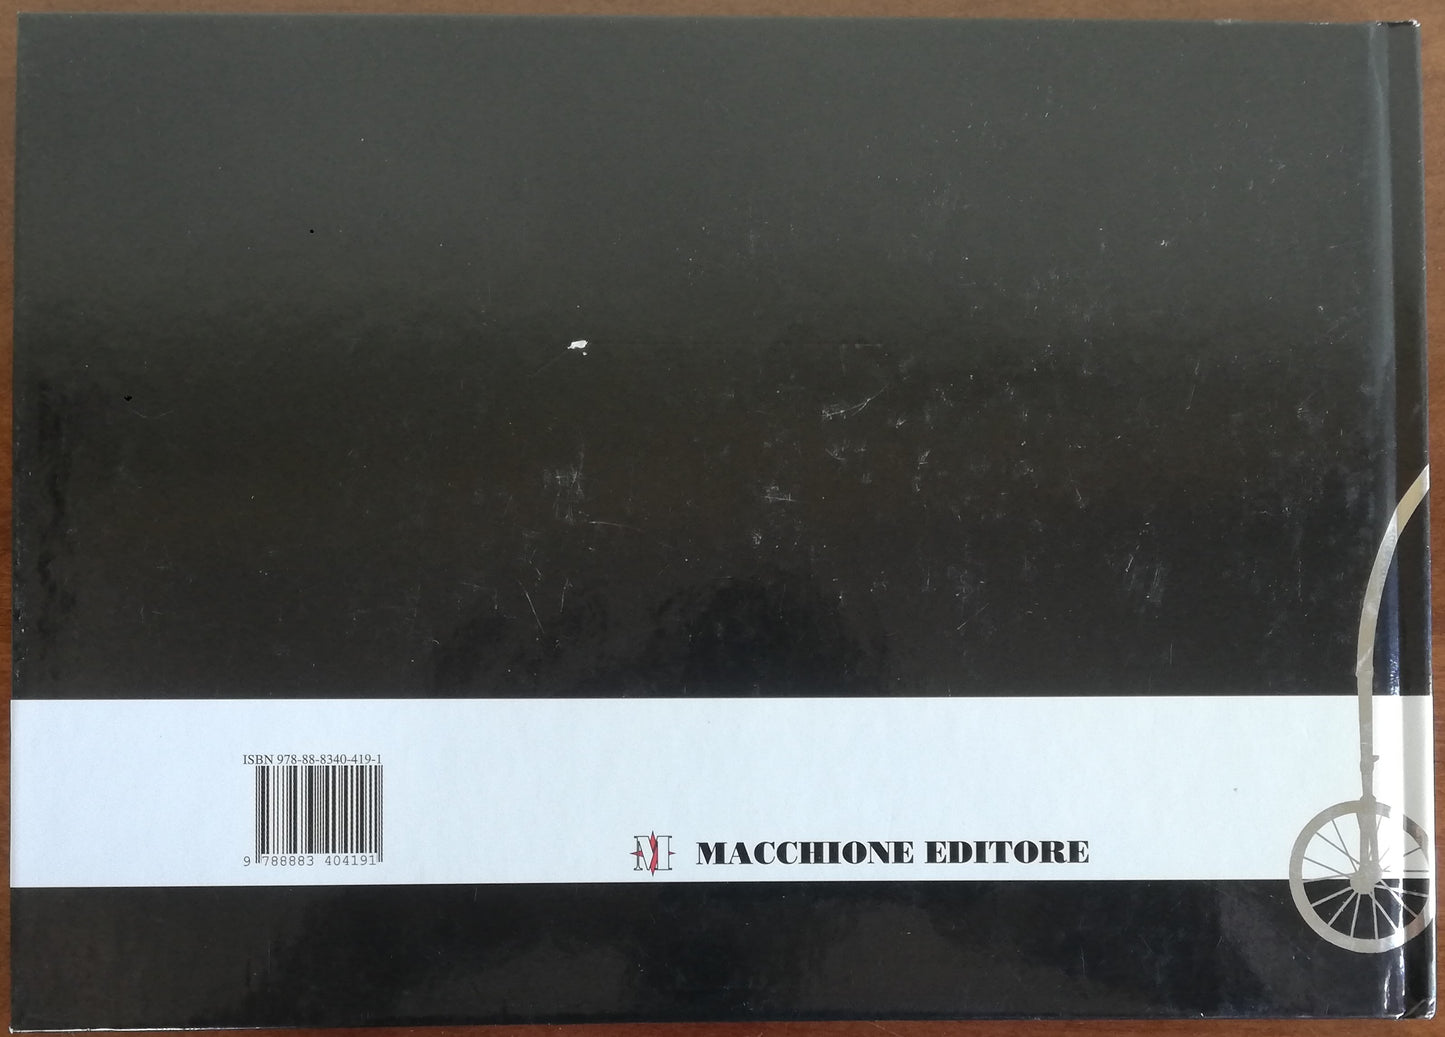 ISBN 978-88-8340-419-1
9 788883 404191
M MACCHIONE EDITORE